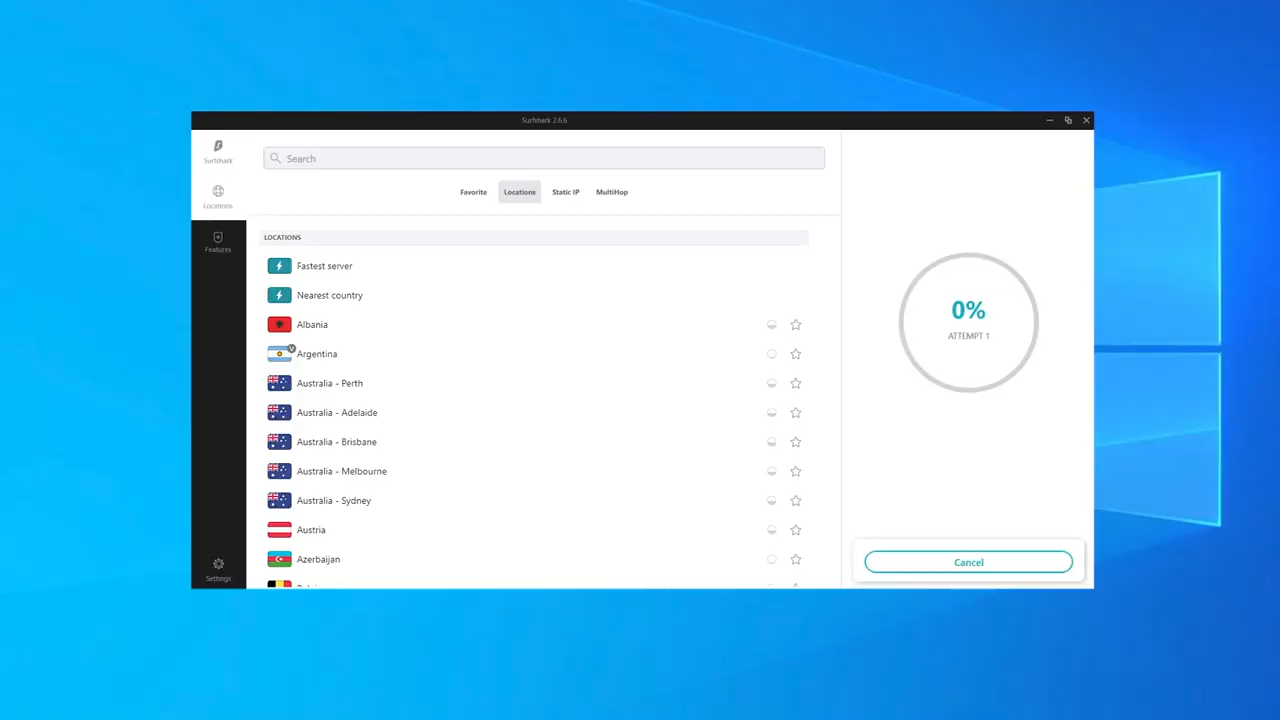 Surfshark 2.6.6
Surfshark
Locations
Features
Settings
Search
Favorite Locations Static IP MultiHop
LOCATIONS
Fastest server
Nearest country
Albania
V
Argentina
Australia - Perth
Australia - Adelaide
Australia - Brisbane
Australia - Melbourne
Australia - Sydney
Austria
Azerbaijan
0%
ATTEMPT 1
Cancel